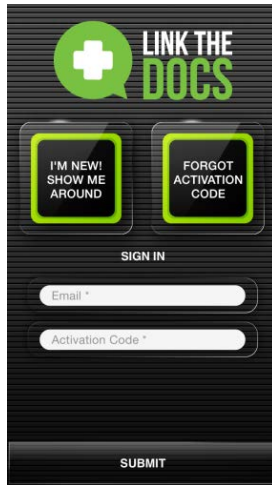 LINK THE
DOCS
I'M NEW!
SHOW ME
AROUND
FORGOT
ACTIVATION
CODE
SIGN IN
Email *
Activation Code *
SUBMIT